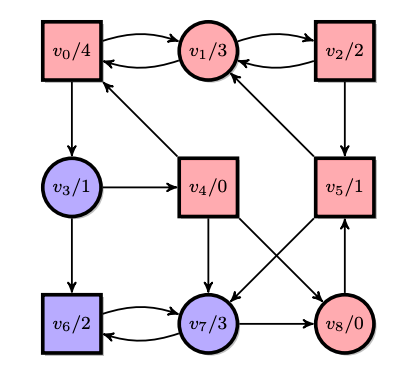 v₀/4 v₁/3 v₂/2
v₃/1 v₄/0 v₅/1
v₆/2 v₇/3 v₈/0